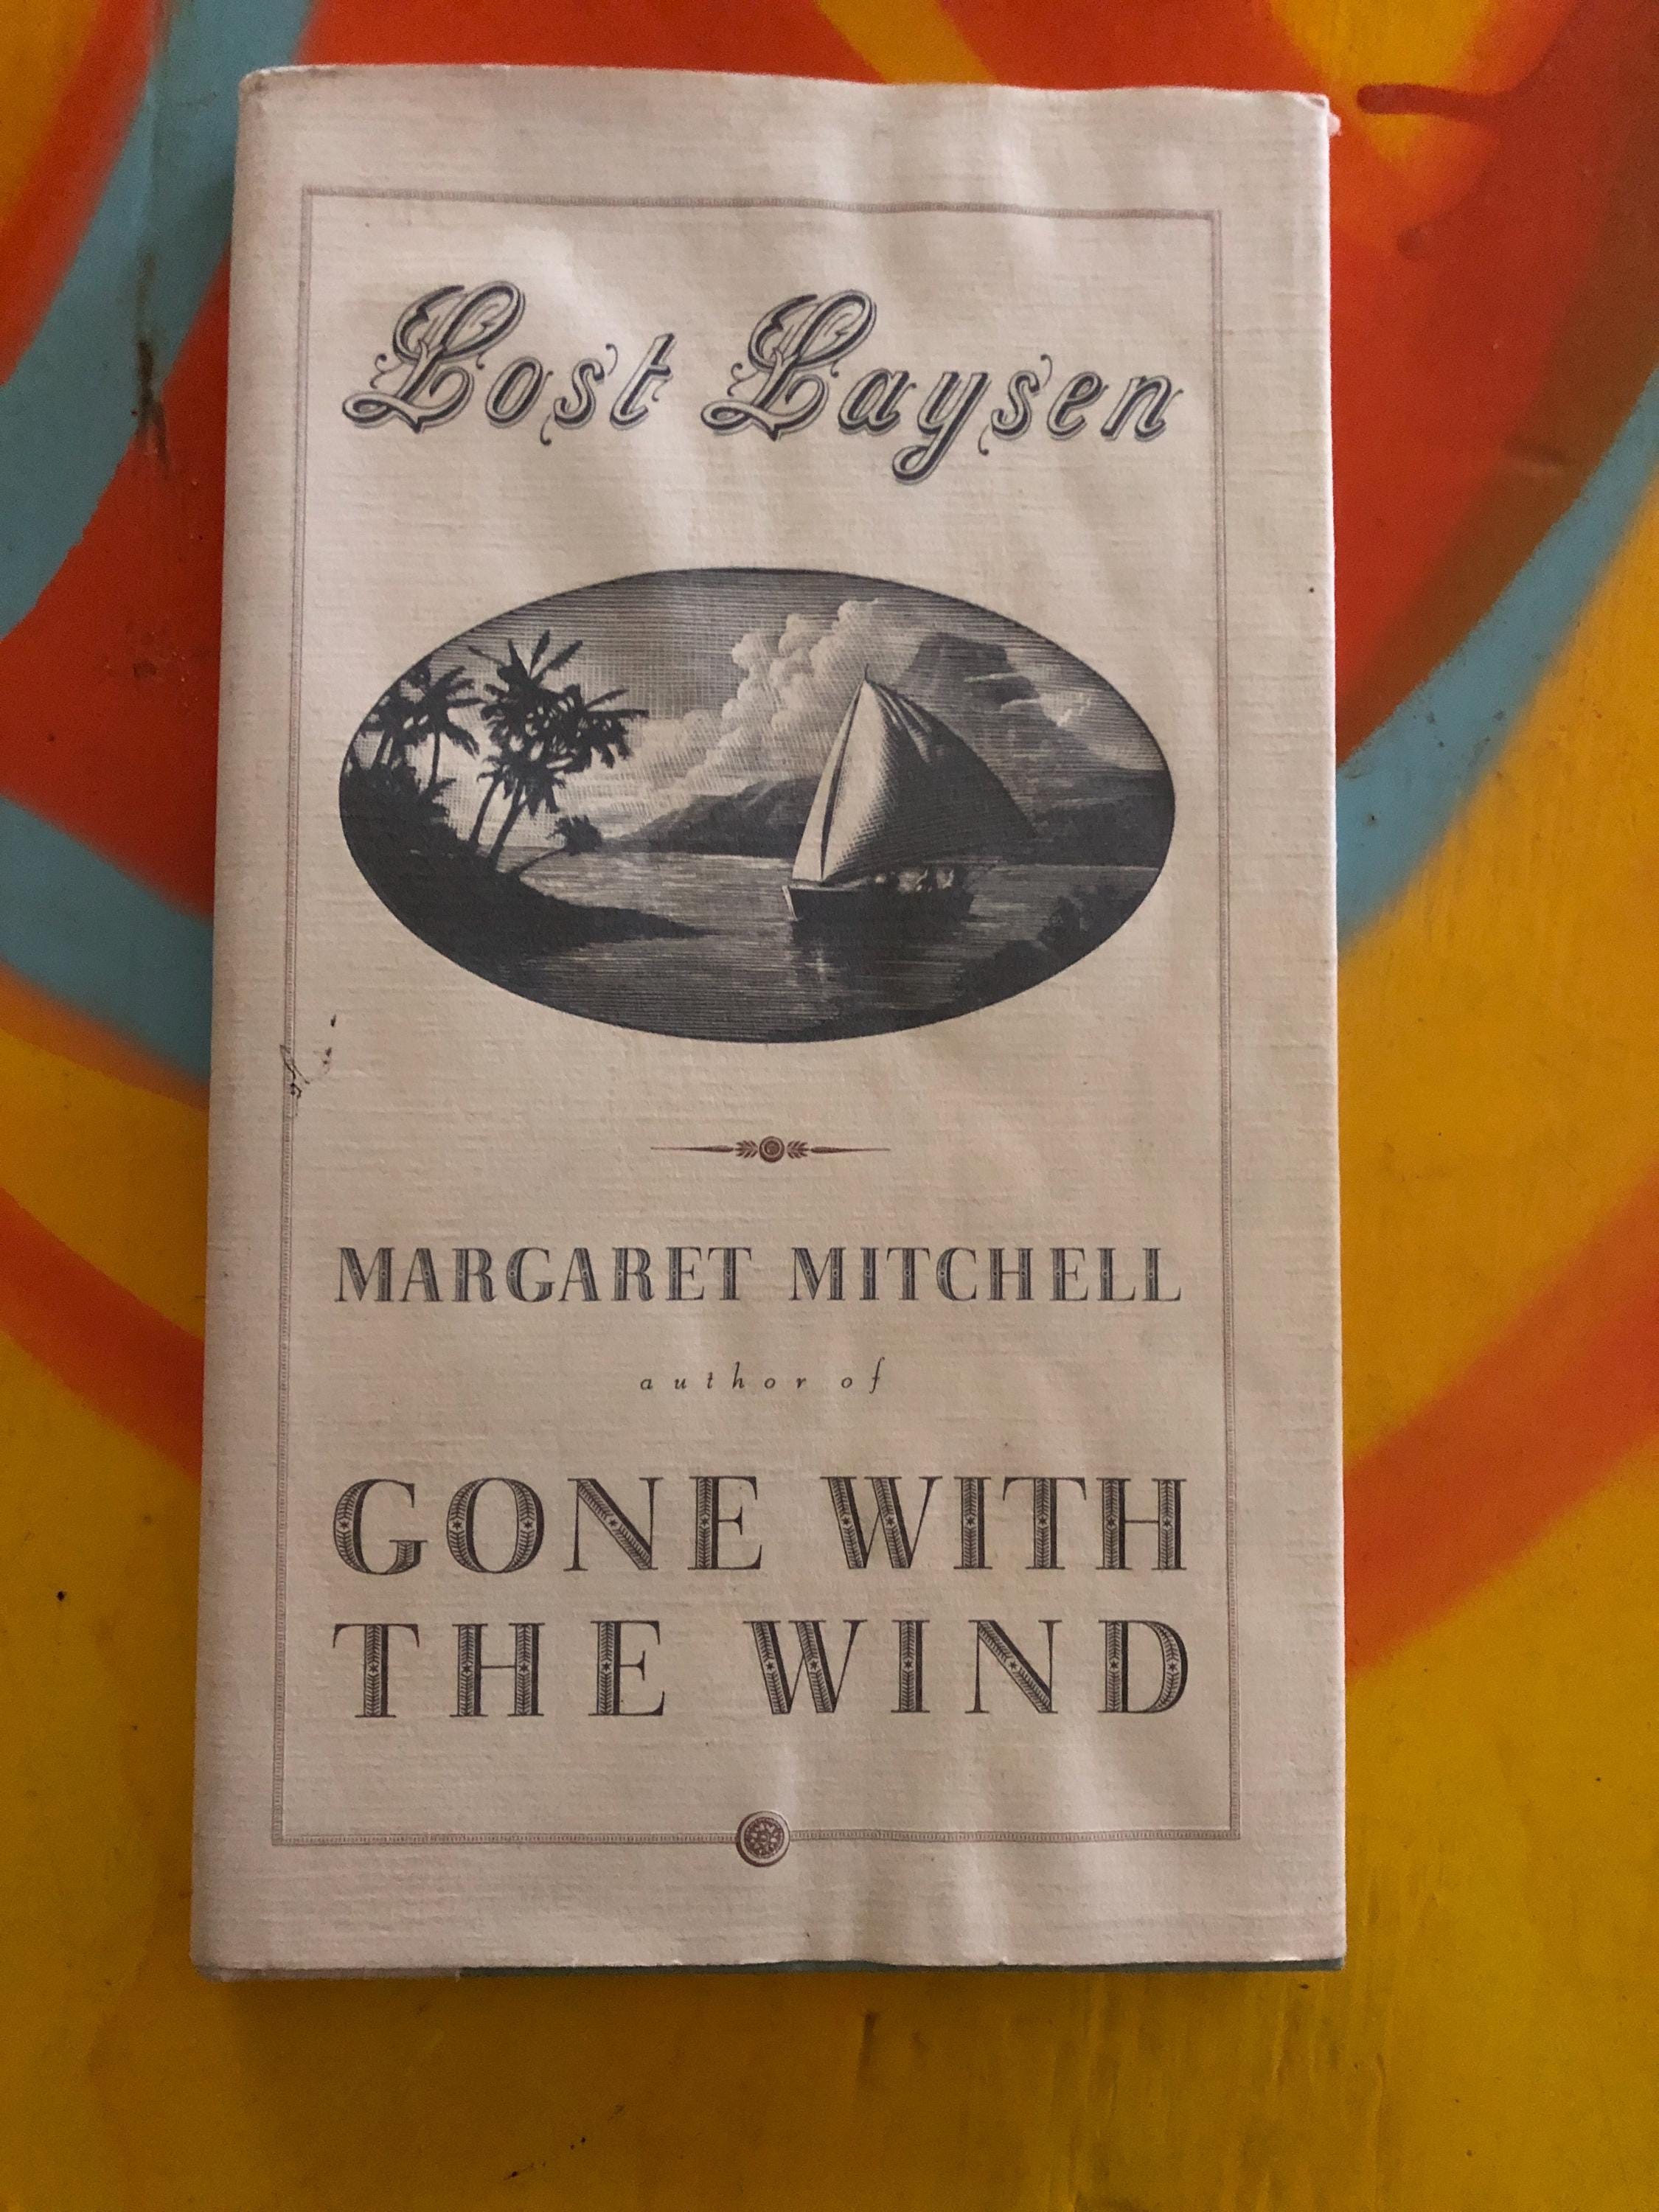 Lost Laysen
MARGARET MITCHELL
author of
GONE WITH
THE WIND